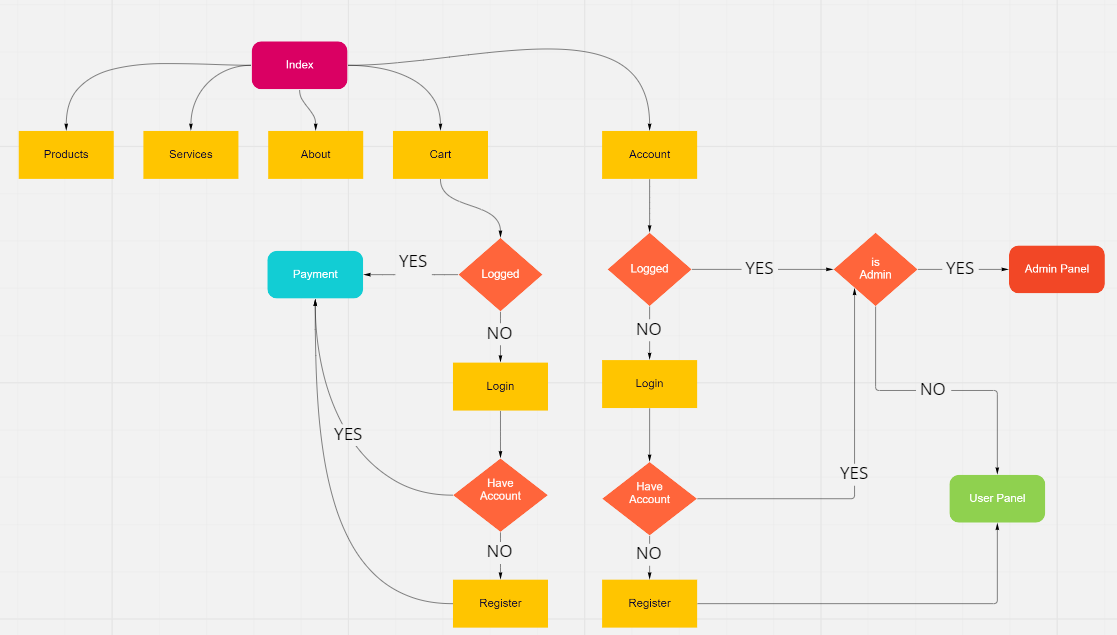 Index
Products
Services
About
Cart
Account
Payment
YES
Logged
Logged
YES
is
Admin
YES
Admin Panel
NO
NO
Login
Login
NO
YES
Have
Account
Have
Account
YES
User Panel
NO
NO
Register
Register